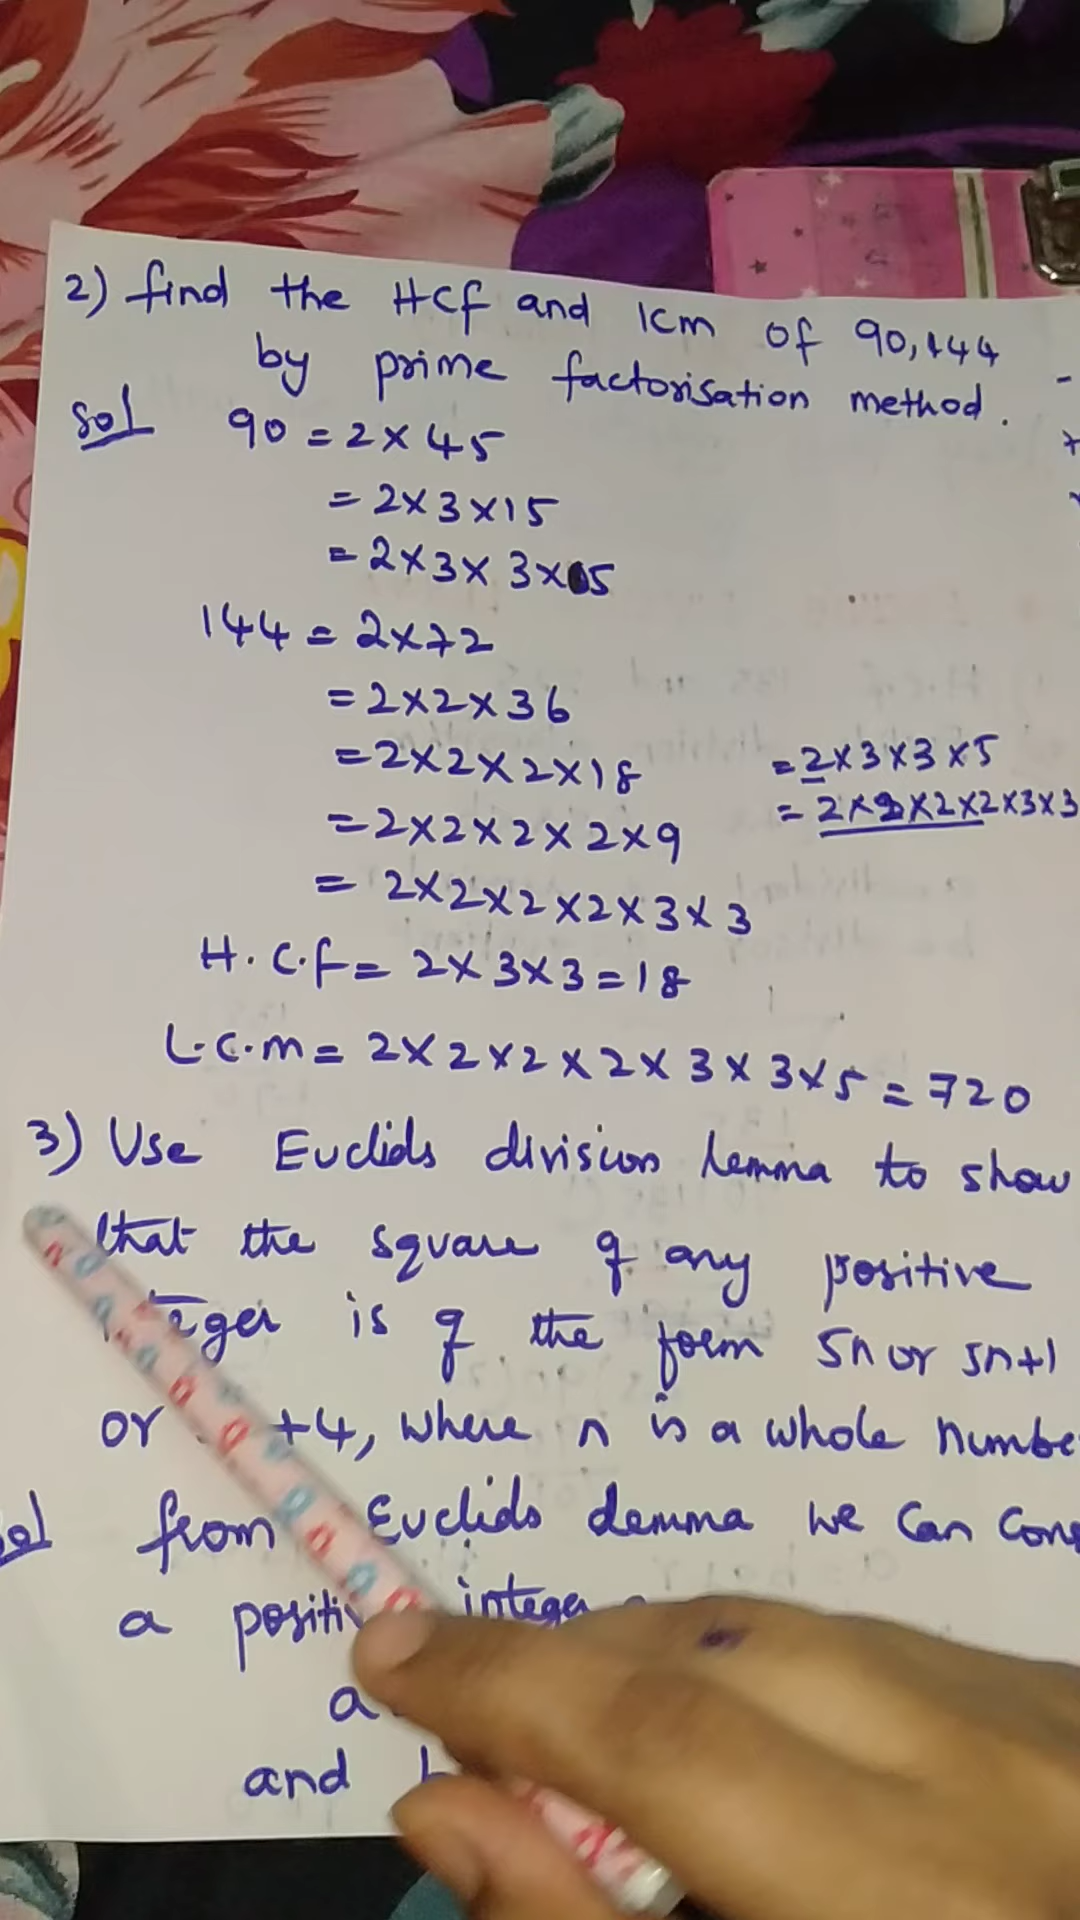 2) find the HCf and lcm of 90,144
by prime factorisation method.
Sol 90 = 2 × 45
= 2×3×15
= 2×3× 3×5
144 = 2×72
= 2×2×36
= 2×2×2×18
= 2×2×2×2×9
= 2×2×2×2×3×3
= 2×3×3×5
= 2×2×2×2×3×3
H.C.f = 2×3×3 = 18
L.C.m = 2×2×2×2×3×3×5 = 720
3) Use Euclids division lemma to show
that the square of any positive
is of the form 5n or 5n+1
or +4, where n is a whole
Sol from Euclids lemma we can
a integer
a
and